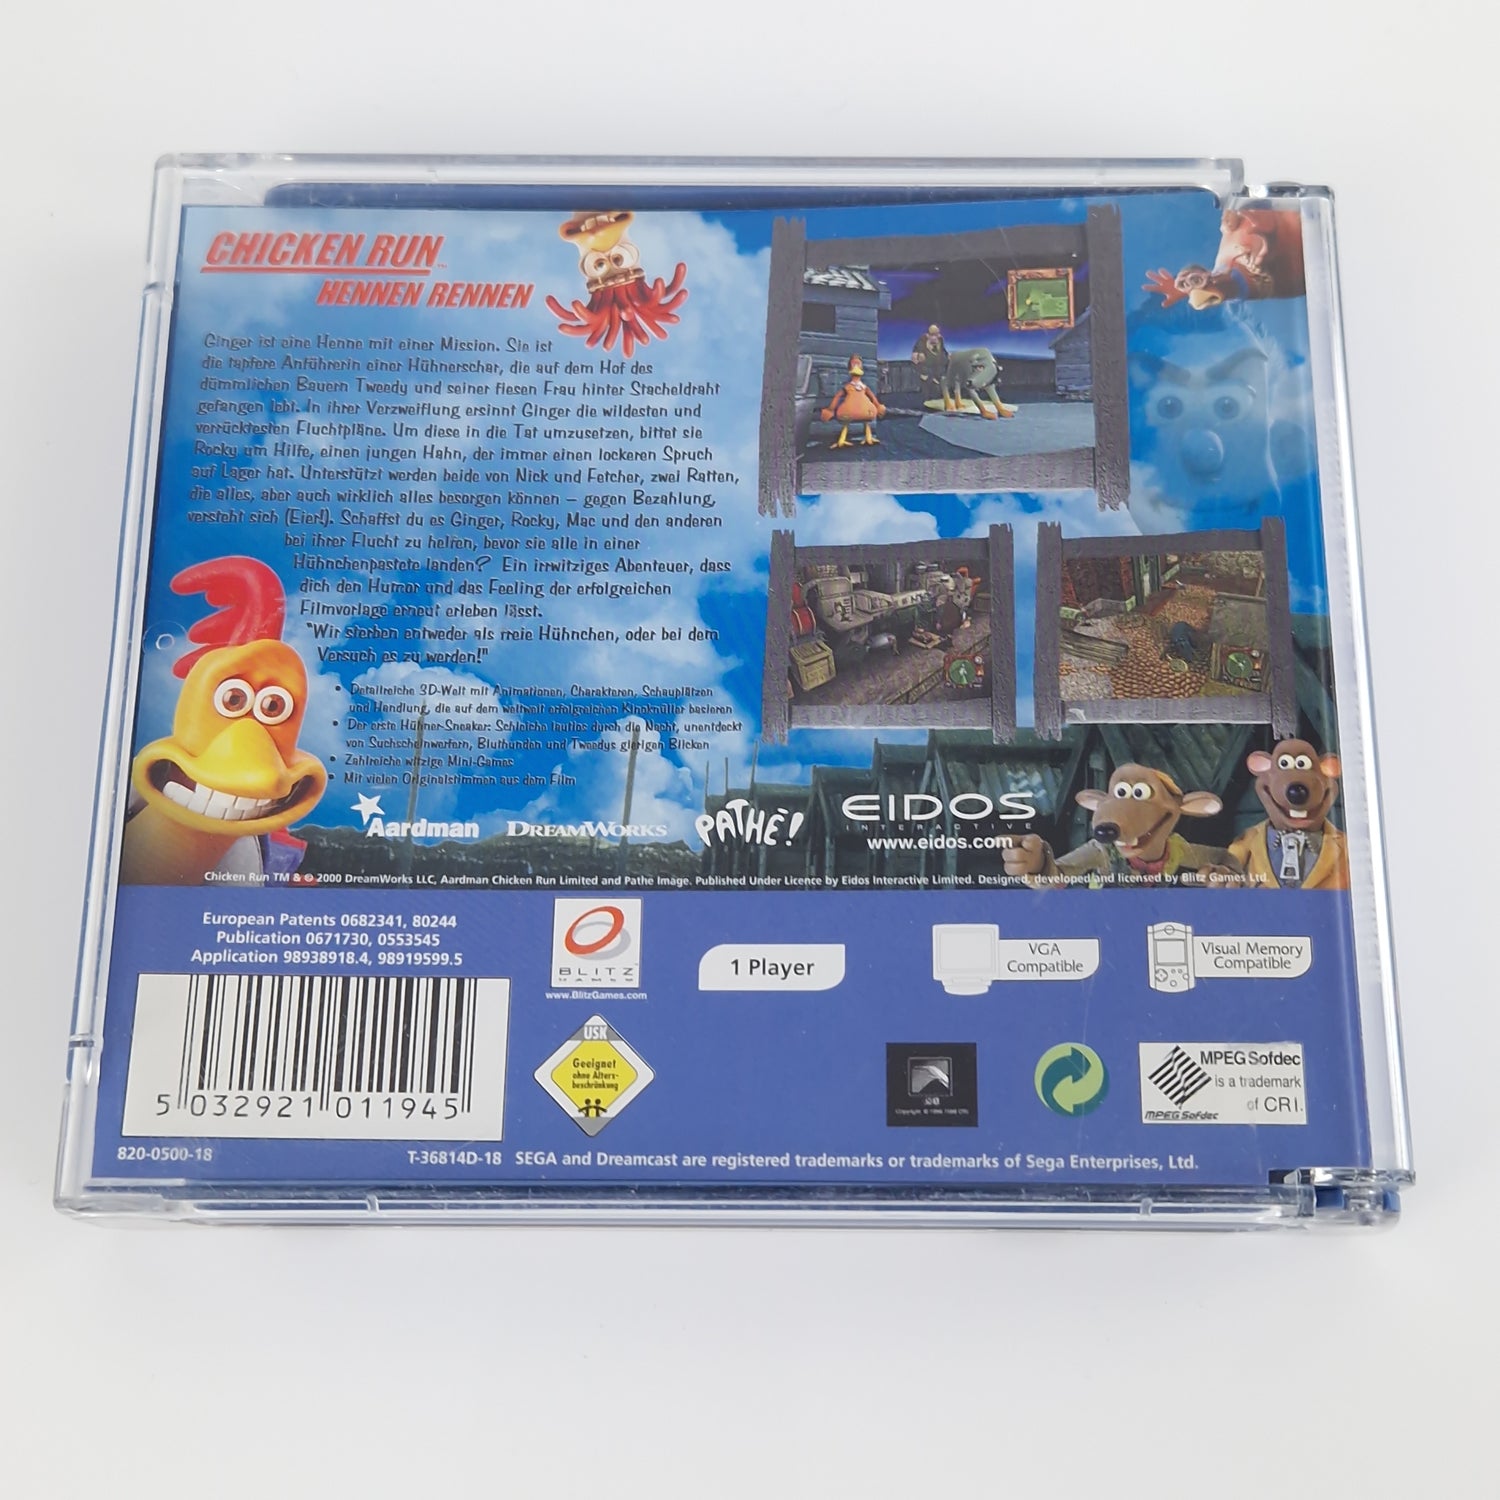 CHICKEN RUN™
HENNEN RENNEN
Ginger ist eine Henne mit einer Mission. Sie ist
die tapfere Anführerin einer Hühnerschar, die auf dem Hof des
dümmlichen Bauern Tweedy und seiner fiesen Frau hinter Stacheldraht
gefangen lebt. In ihrer Verzweiflung ersinnt Ginger die wildesten und
verrücktesten Fluchtpläne. Um diese in die Tat umzusetzen, bittet sie
Rocky um Hilfe, einen jungen Hahn, der immer einen lockeren Spruch
auf Lager hat. Unterstützt werden beide von Nick und Fetcher, zwei Ratten,
die alles, aber auch wirklich alles besorgen können – gegen Bezahlung,
versteht sich (Eier!). Schaffst du es Ginger, Rocky, Mac und den anderen
bei ihrer Flucht zu helfen, bevor sie alle in einer
Hühnchenpastete landen? Ein irrwitziges Abenteuer, dass
dich den Humor und das Feeling der erfolgreichen
Filmvorlage erneut erleben lässt.
"Wir sterben entweder als freie Hühnchen, oder bei dem
Versuch es zu werden!"
• Detailreiche 3D-Welt mit Animationen, Charakteren, Schauplätzen
und Handlung, die auf dem weltweit erfolgreichen Kinoknüller basieren
• Der erste Hühner-Sneaker: Schleiche lautlos durch die Nacht, unentdeckt
von Suchscheinwerfern, Bluthunden und Tweedys gierigen Blicken
• Zahlreiche witzige Mini-Games
• Mit vielen Originalstimmen aus dem Film
Aardman DREAMWORKS PATHÉ! EIDOS
INTERACTIVE
www.eidos.com
Chicken Run TM & © 2000 DreamWorks LLC, Aardman Chicken Run Limited and Pathe Image. Published Under Licence by Eidos Interactive Limited. Designed, developed and licensed by Blitz Games Ltd.
European Patents 0682341, 80244
Publication 0671730, 0553545
Application 98938918.4, 98919599.5
BLITZ
GAMES
www.BlitzGames.com
1 Player
VGA
Compatible
Visual Memory
Compatible
5 032921 011945
USK
Geeignet
ohne Alters-
beschränkung
MPEG Sofdec
is a trademark
of CRI.
MPEG Sofdec
820-0500-18
T-36814D-18 SEGA and Dreamcast are registered trademarks or trademarks of Sega Enterprises, Ltd.